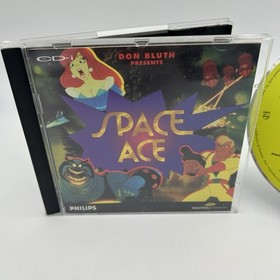 CD-i
DON BLUTH
PRESENTS
SPACE
ACE
PHILIPS